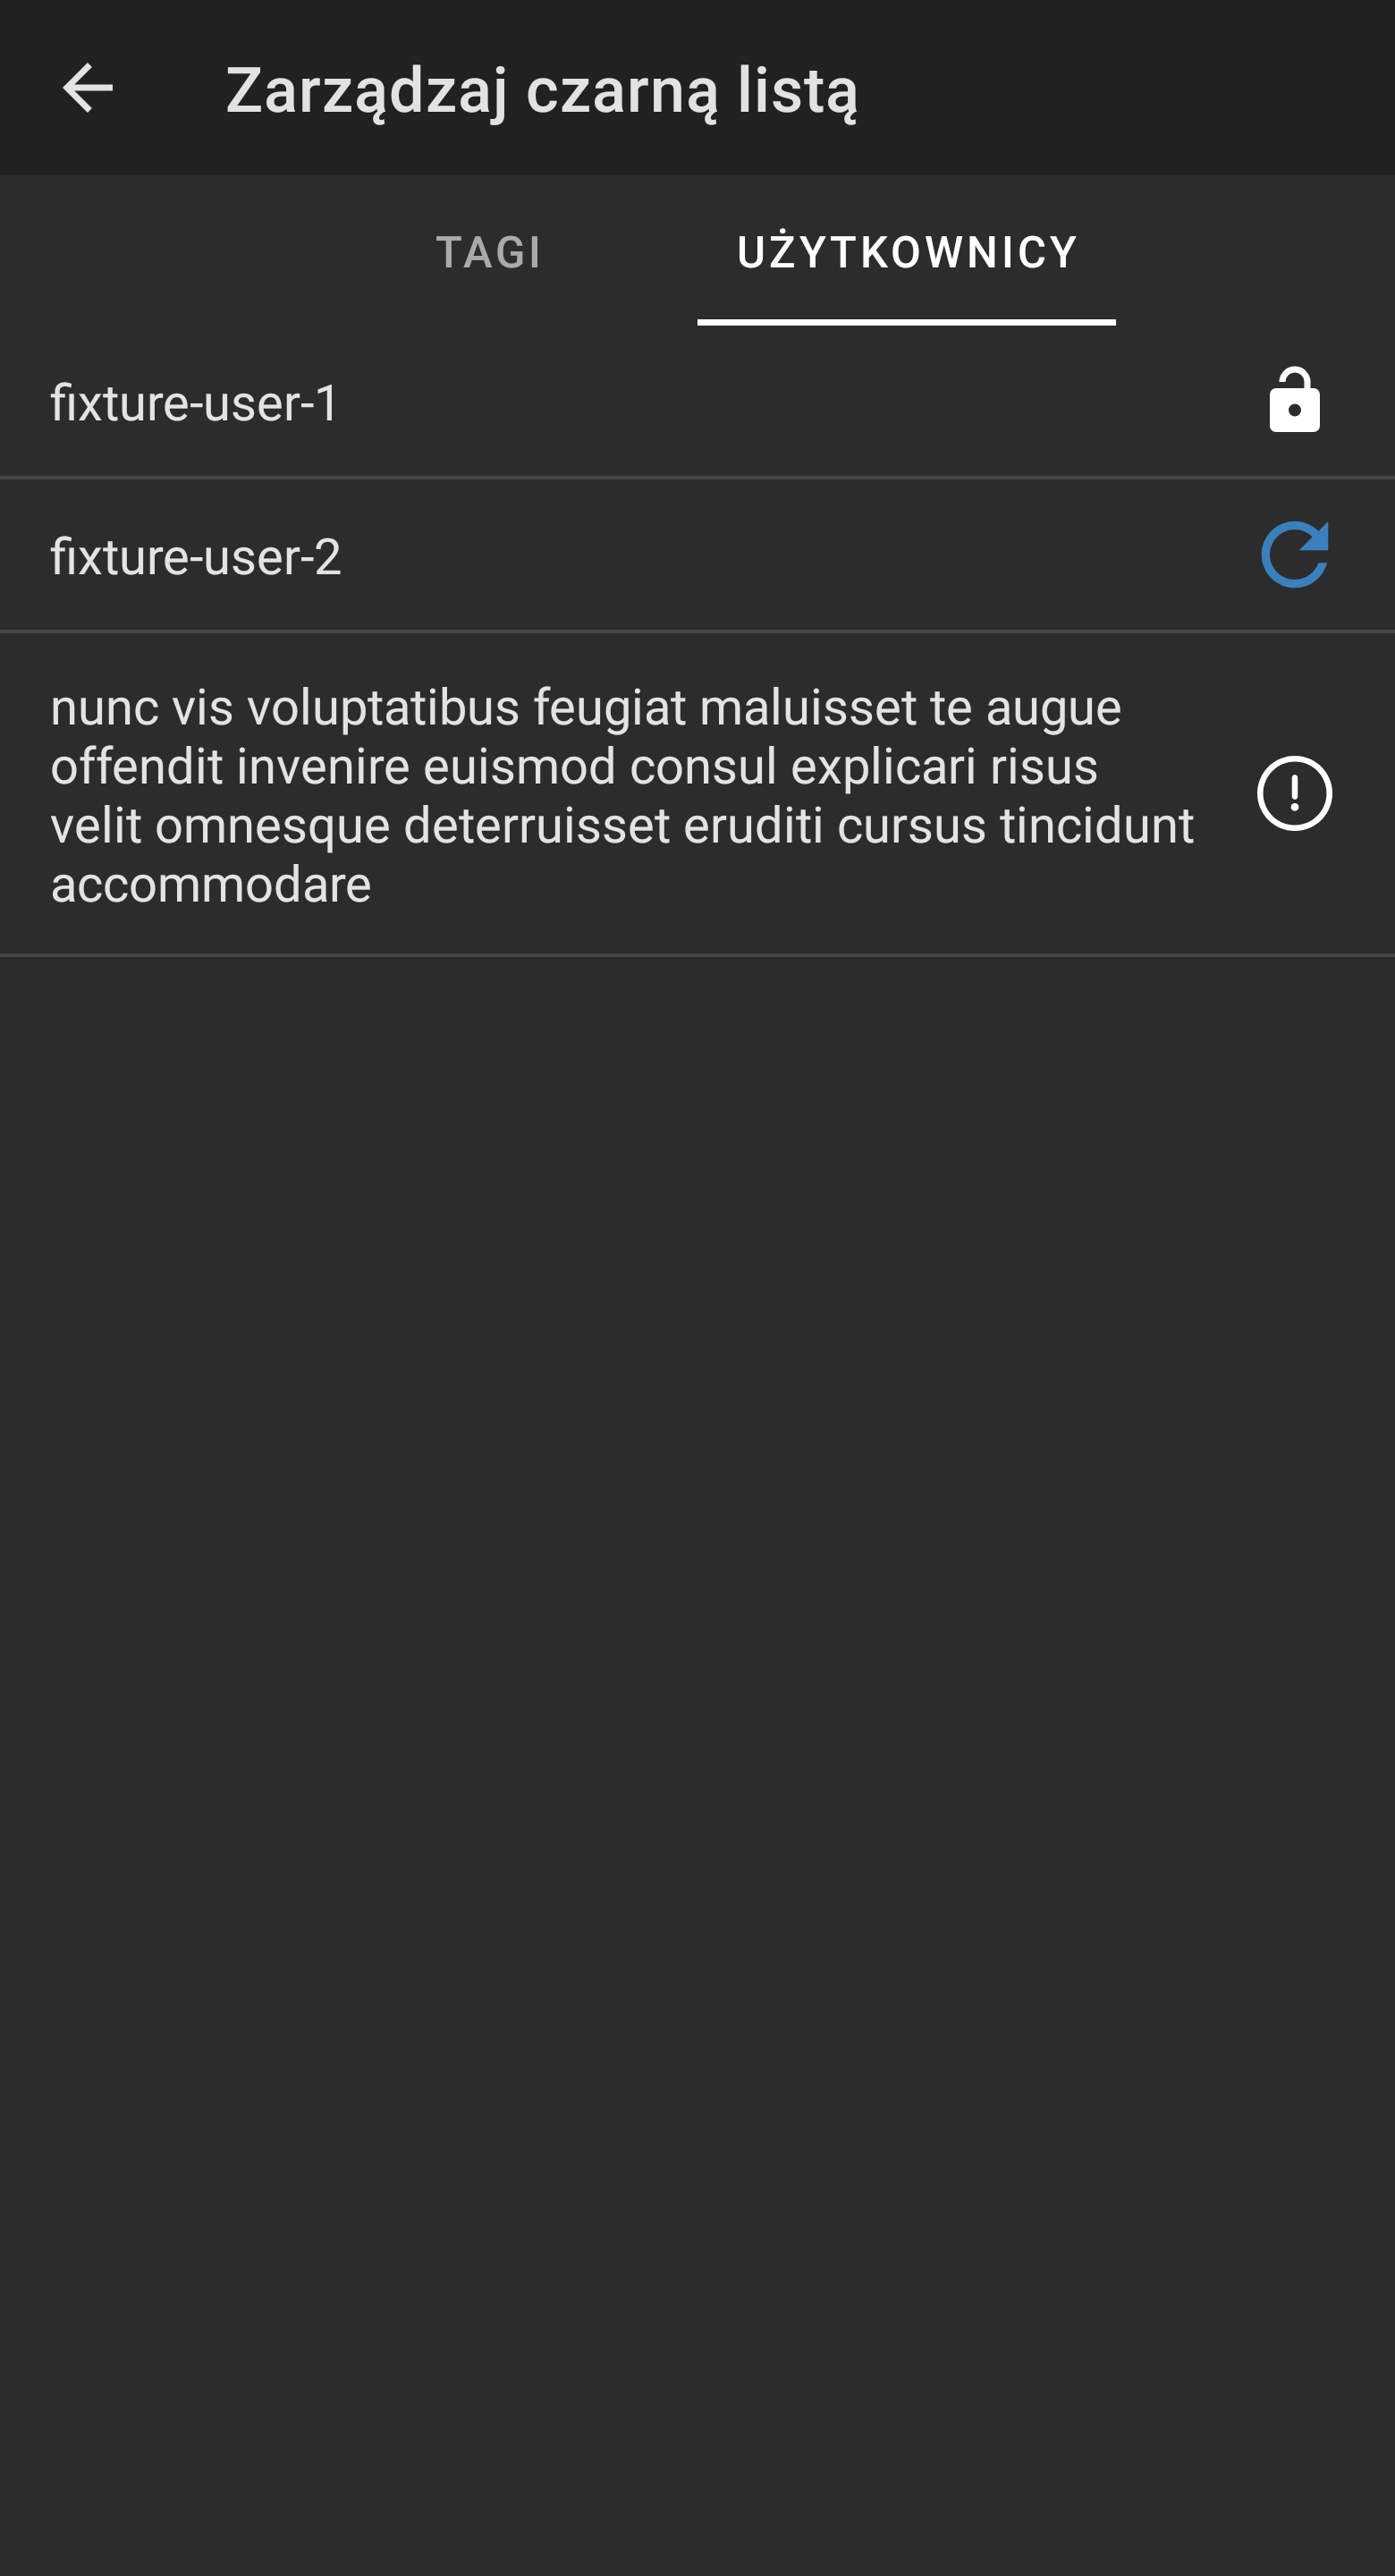 Zarządzaj czarną listą
TAGI
UŻYTKOWNICY
fixture-user-1
fixture-user-2
nunc vis voluptatibus feugiat maluisset te augue
offendit invenire euismod consul explicari risus
velit omnesque deterruisset eruditi cursus tincidunt
accommodare